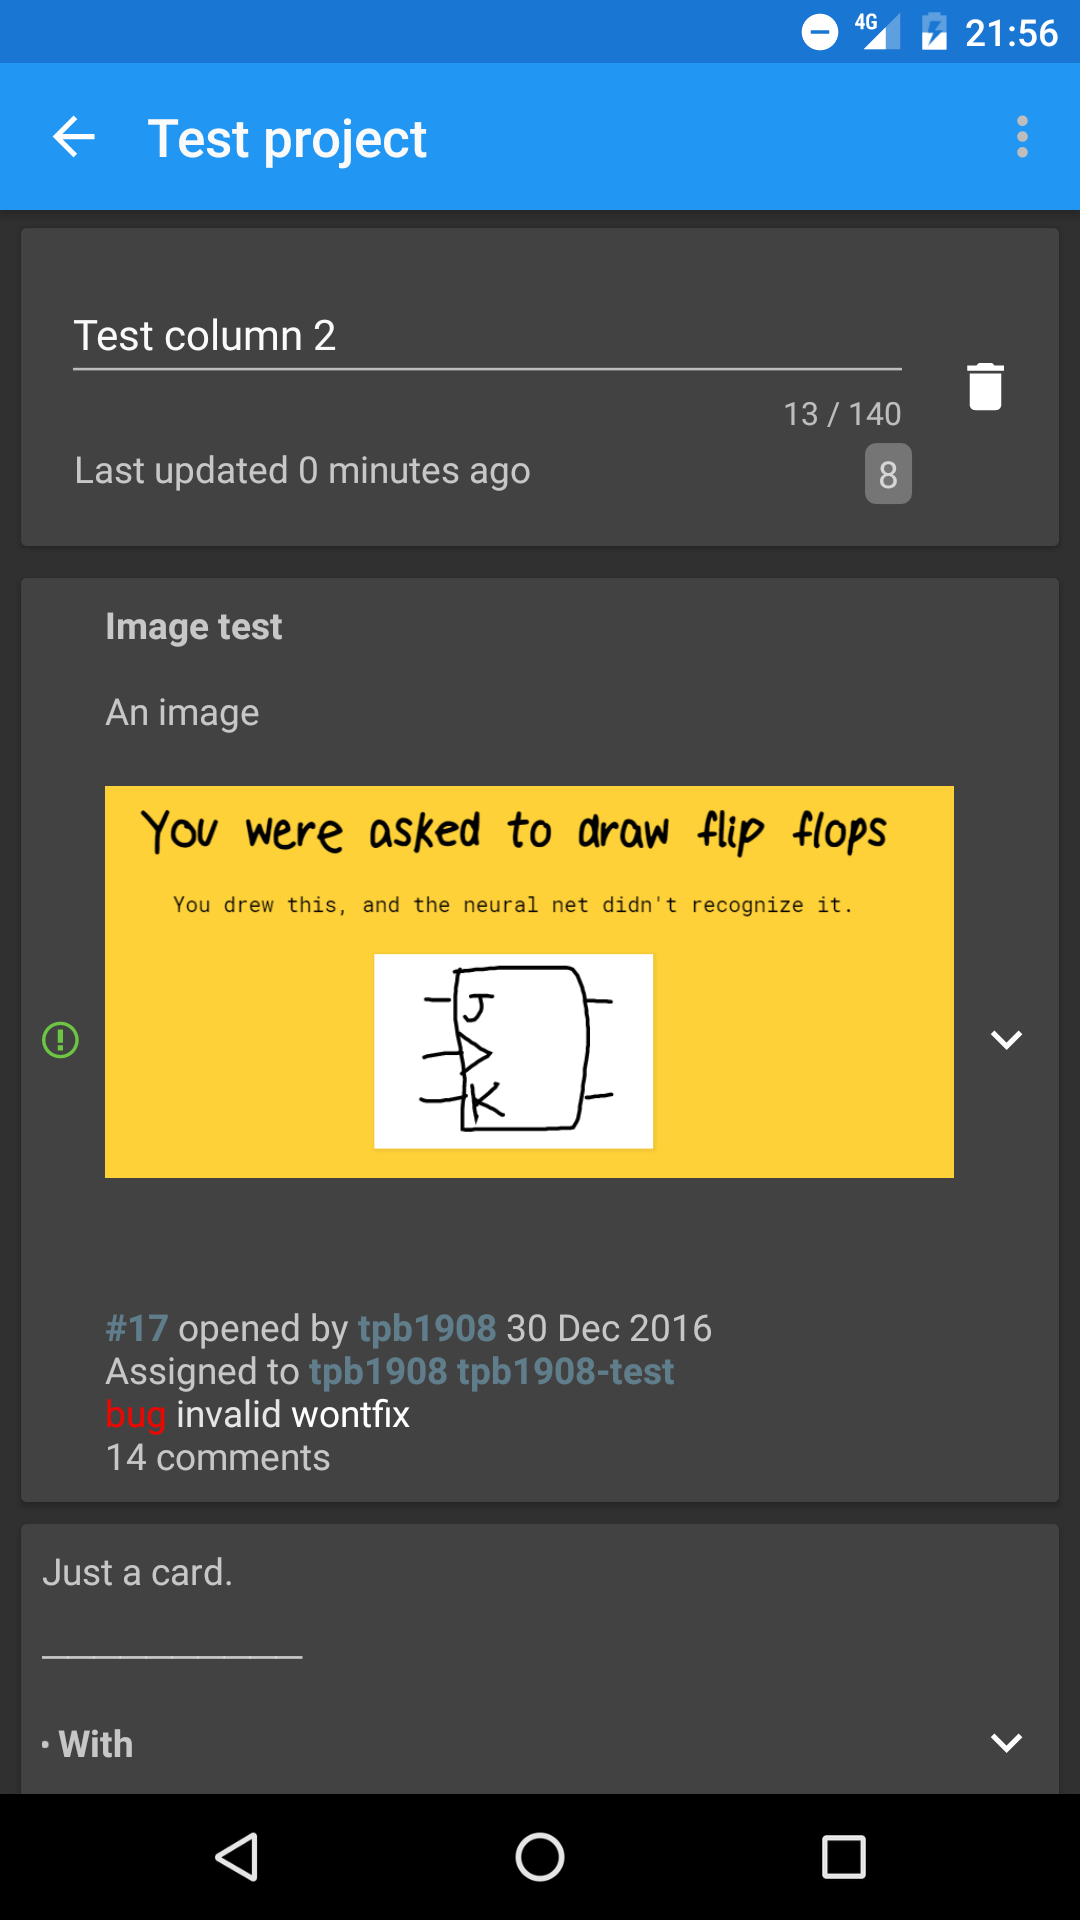 4G 21:56
Test project
Test column 2
13 / 140
Last updated 0 minutes ago 8
Image test
An image
You were asked to draw flip flops
You drew this, and the neural net didn't recognize it.
J
K
#17 opened by tpb1908 30 Dec 2016
Assigned to tpb1908 tpb1908-test
bug invalid wontfix
14 comments
Just a card.
• With